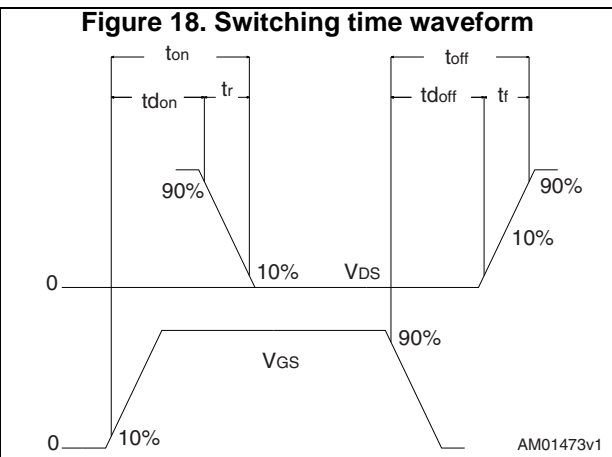 Figure 18. Switching time waveform
ton
toff
tdon
tr
tdoff
tf
90%
90%
10%
10%
VDS
0
90%
VGS
0
10%
AM01473v1